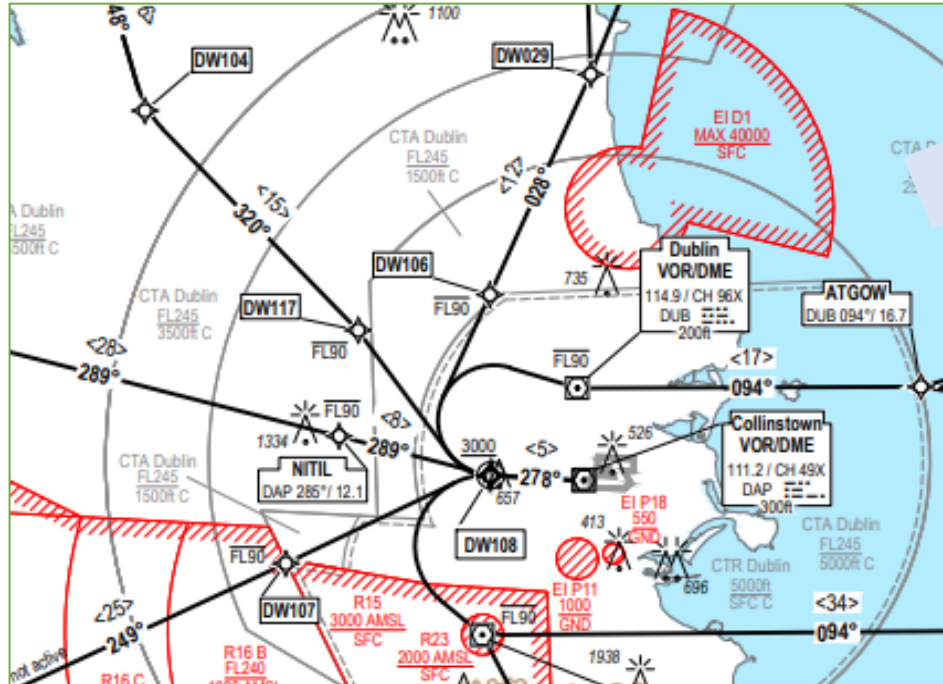 48°
1100
DW104
DW029
EI D1
MAX 40000
SFC
CTA Dublin
FL245
1500ft C
<12>
028°
<15>
320°
CTA Dublin
FL245
3500ft C
DW106
735
Dublin
VOR/DME
114.9 / CH 96X
DUB
200ft
ATGOW
DUB 094°/ 16.7
DW117
FL90
FL90
FL90
<17>
094°
<28>
289°
FL90
<8>
289°
1334
NITIL
DAP 285°/ 12.1
3000
<5>
278°
526
657
Collinstown
VOR/DME
111.2 / CH 49X
DAP
300ft
CTA Dublin
FL245
1500ft C
EI P18
550
GND
413
DW108
CTA Dublin
FL245
5000ft C
CTR Dublin
5000ft
SFC C
696
EI P11
1000
GND
FL90
DW107
R15
3000 AMSL
SFC
FL90
R23
2000 AMSL
SFC
<25>
249°
<34>
094°
not active
R16 B
FL240
R16 C
1938